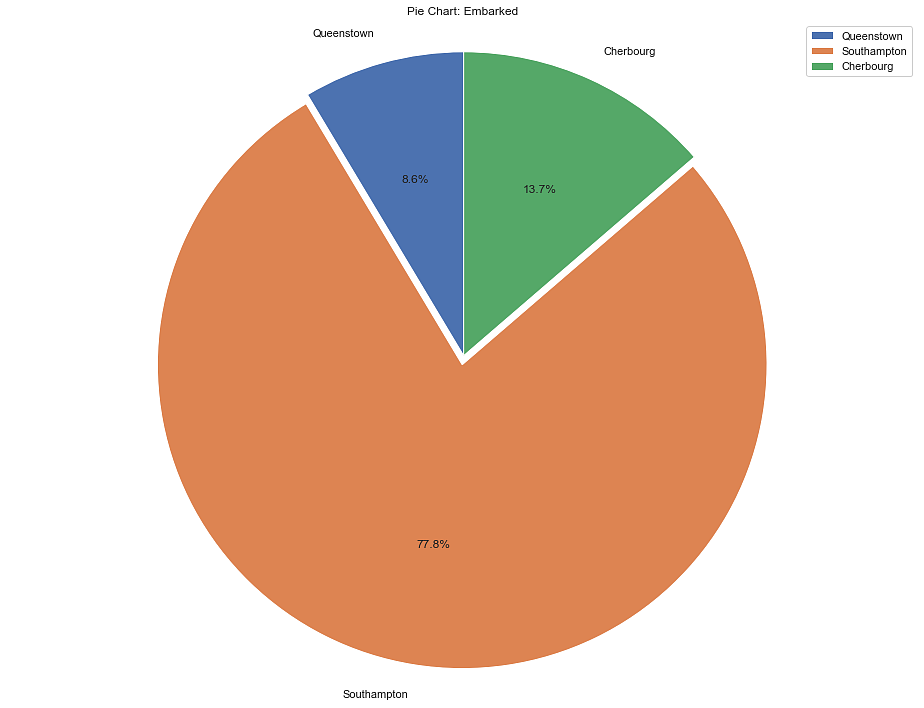 Pie Chart: Embarked
Queenstown
Cherbourg
Queenstown
Southampton
Cherbourg
8.6%
13.7%
77.8%
Southampton